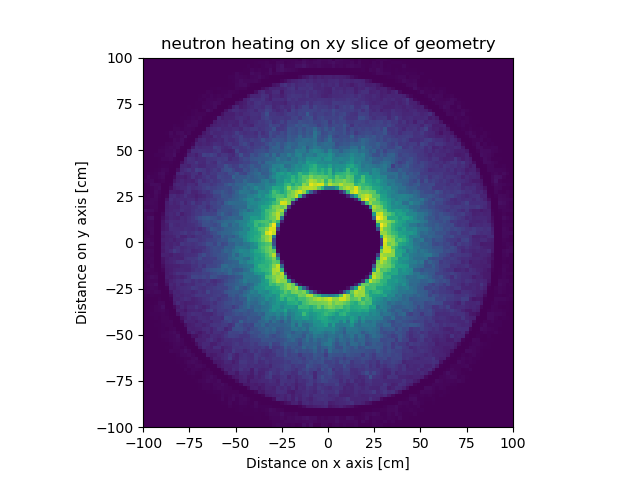 neutron heating on xy slice of geometry
100
75
50
25
0
−25
−50
−75
−100
Distance on y axis [cm]
−100 −75 −50 −25 0 25 50 75 100
Distance on x axis [cm]